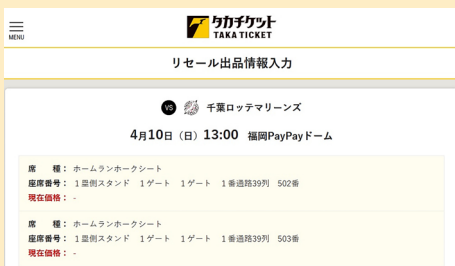 MENU
タカチケット
TAKA TICKET
リセール出品情報入力
VS 千葉ロッテマリーンズ
4月10日（日）13:00 福岡PayPayドーム
席 種： ホームランホークシート
座席番号： １塁側スタンド １ゲート １ゲート １番通路39列 502番
現在価格： -
席 種： ホームランホークシート
座席番号： １塁側スタンド １ゲート １ゲート １番通路39列 503番
現在価格： -